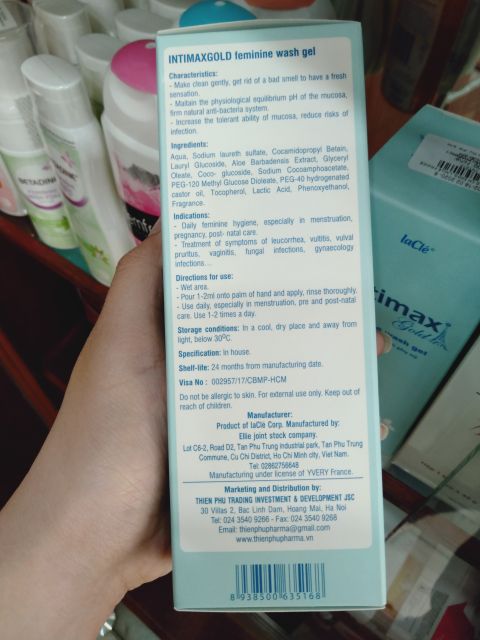 INTIMAXGOLD feminine wash gel
Characteristics:
- Make clean gently, get rid of a bad smell to have a fresh
sensation.
- Maitain the physiological equilibrium pH of the mucosa,
firm natural anti-bacteria system.
- Increase the tolerant ability of mucosa, reduce risks of
infection.
Ingredients:
Aqua, Sodium laureth sulfate, Cocamidopropyl Betain,
Lauryl Glucoside, Aloe Barbadensis Extract, Glyceryl
Oleate, Coco- glucoside, Sodium Cocoamphoacetate,
PEG-120 Methyl Glucose Dioleate, PEG-40 hydrogenated
castor oil, Tocopherol, Lactic Acid, Phenoxyethanol,
Fragrance.
Indications:
- Daily feminine hygiene, especially in menstruation,
pregnancy, post- natal care.
- Treatment of symptoms of leucorrhea, vultitis, vulval
pruritus, vaginitis, fungal infections, gynaecology
infections...
Directions for use:
- Wet area.
- Pour 1-2ml onto palm of hand and apply, rinse thoroughly.
- Use daily, especially in menstruation, pre and post-natal
care. Use 1-2 times a day.
Storage conditions: In a cool, dry place and away from
light, below 30°C.
Specification: In house.
Shelf-life: 24 months from manufacturing date.
Visa No : 002957/17/CBMP-HCM
Do not be allergic to skin. For external use only. Keep out
reach of children.
Manufacturer:
Product of laClé Corp. Manufactured by:
Ellie joint stock company.
Lot C6-2, Road D2, Tan Phu Trung industrial park, Tan Phu Trung
Commune, Cu Chi District, Ho Chi Minh city, Viet Nam.
Tel: 02862756648
Manufacturing under license of YVERY France.
Marketing and Distribution by:
THIEN PHU TRADING INVESTMENT & DEVELOPMENT JSC
30 Villas 2, Bac Linh Dam, Hoang Mai, Ha Noi
Tel: 024 3540 9266 - Fax: 024 3540 9268
Email: thienphupharma@gmail.com
www.thienphupharma.vn
8 938500 635168
BETADINE
laClé
timax
Gold
sh gel